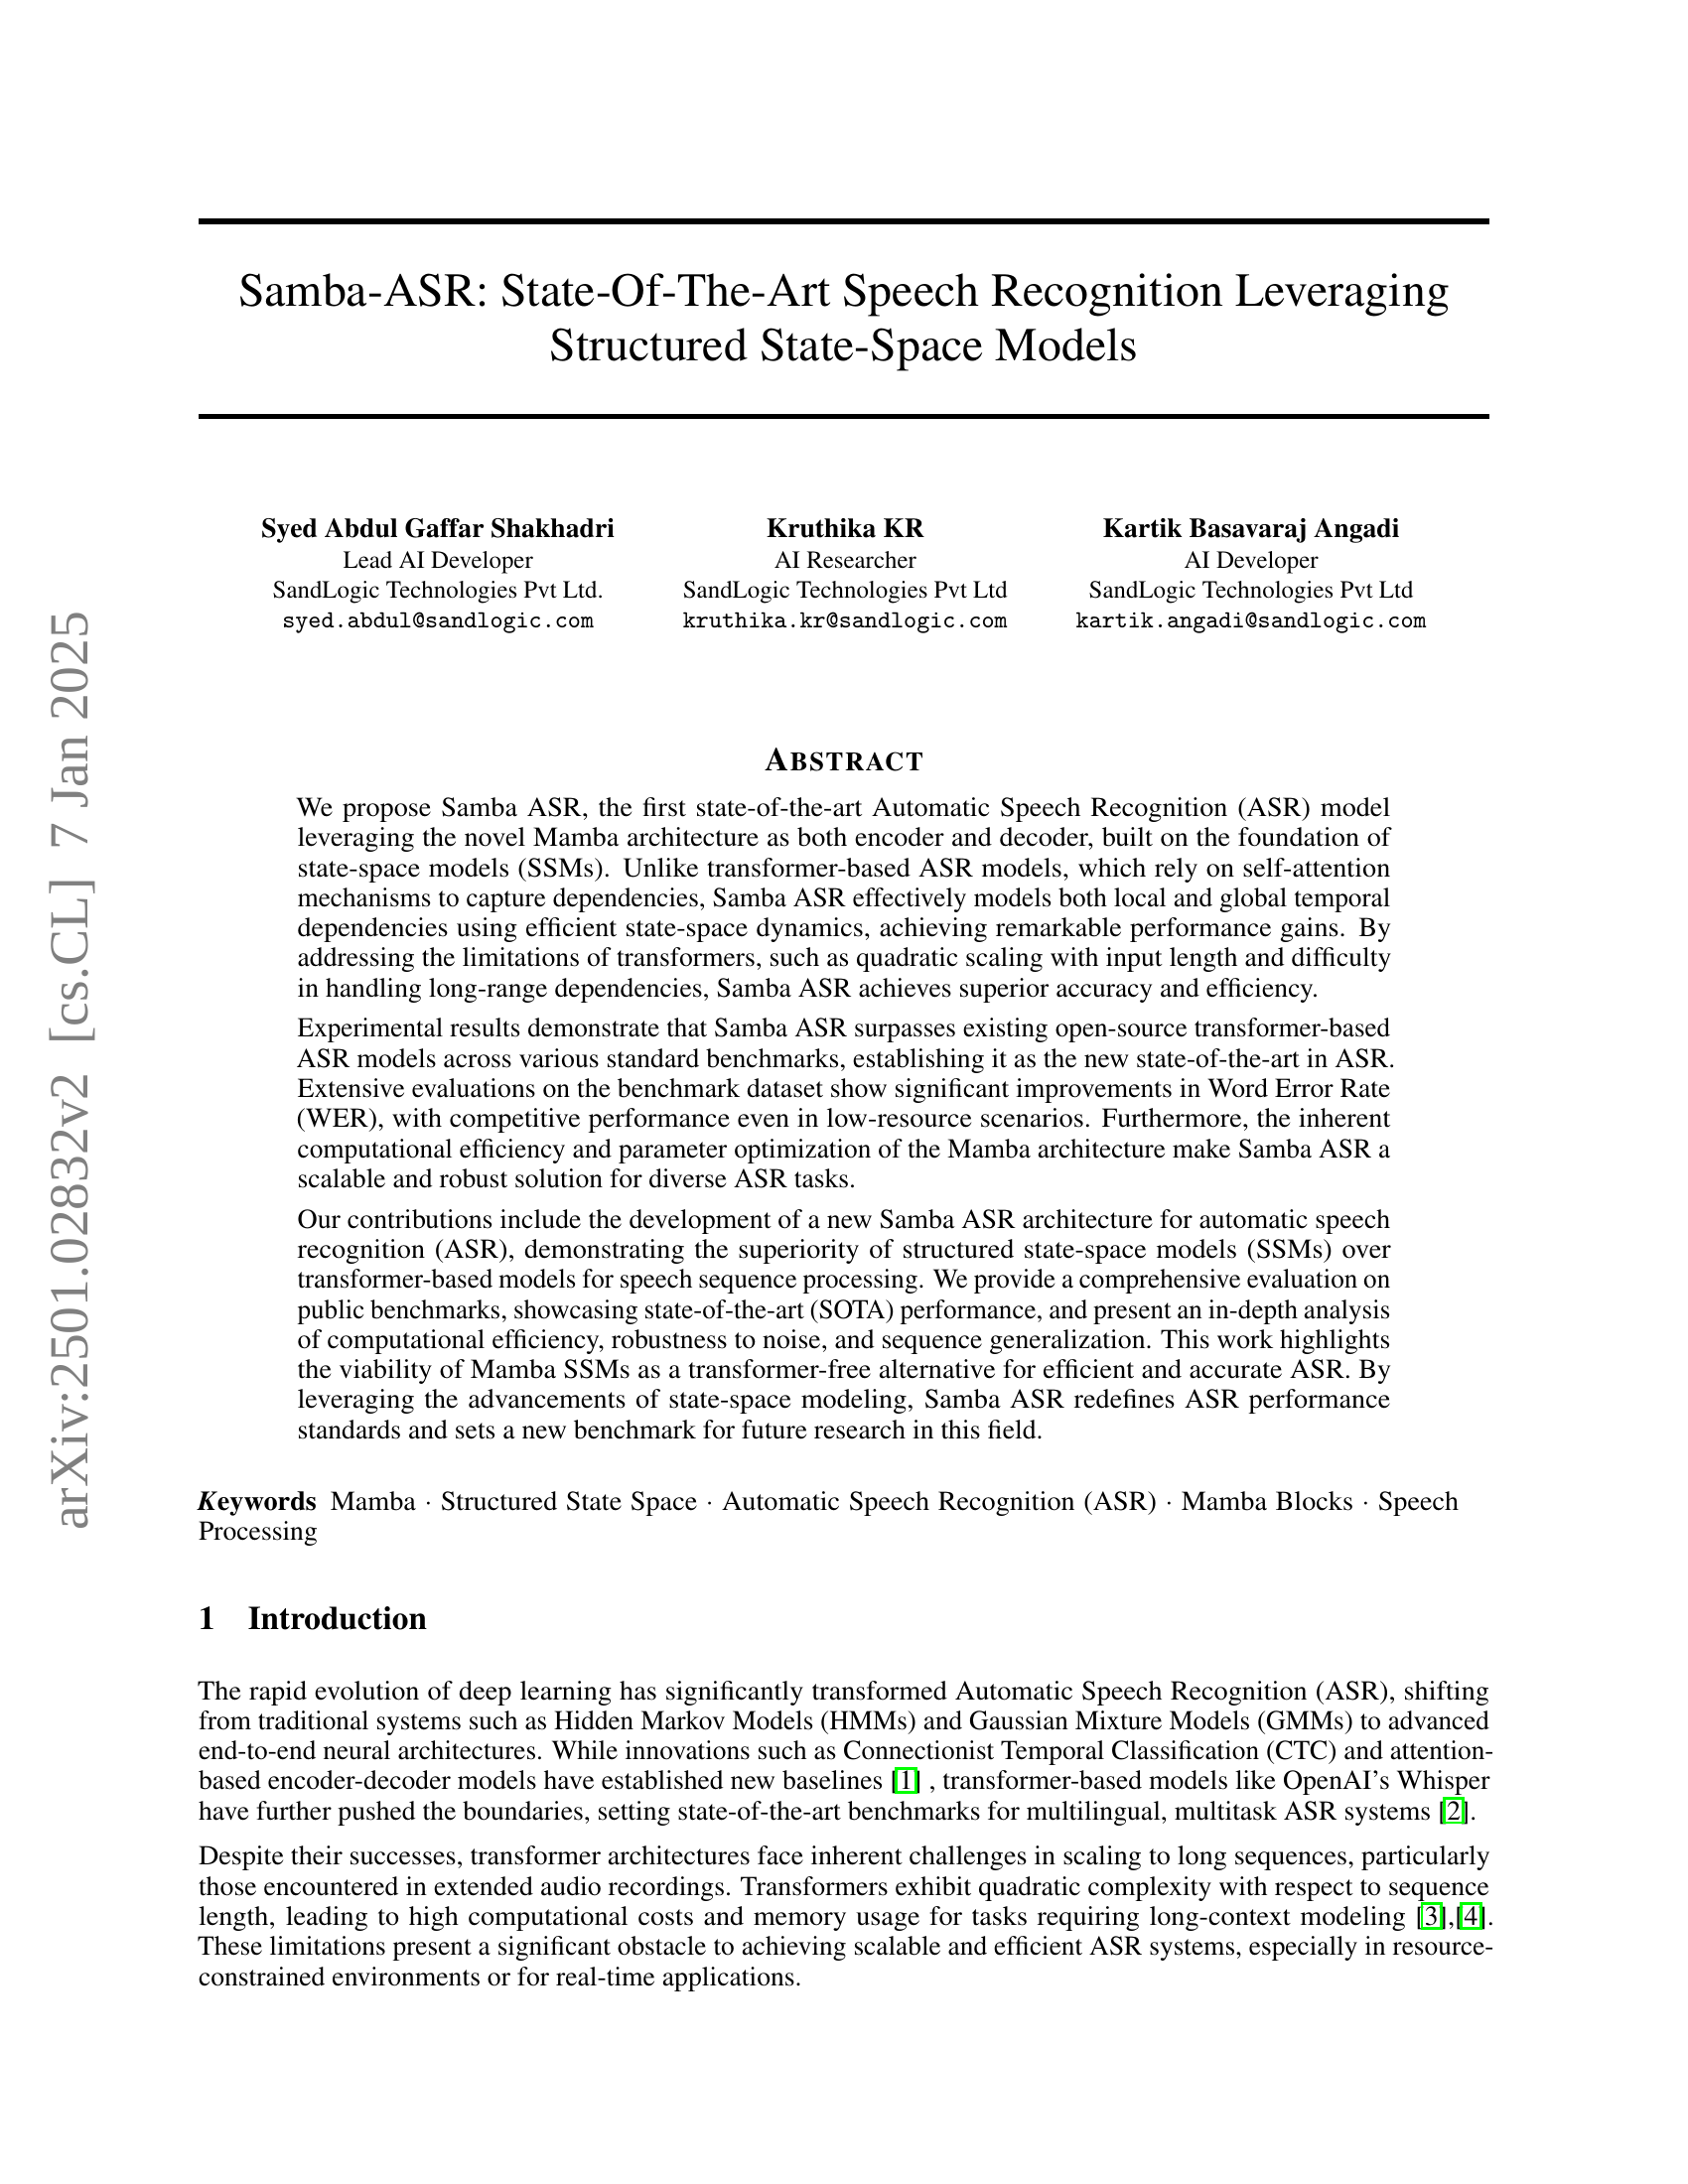 arXiv:2501.02832v2 [cs.CL] 7 Jan 2025
Samba-ASR: State-Of-The-Art Speech Recognition Leveraging
Structured State-Space Models
Syed Abdul Gaffar Shakhadri
Lead AI Developer
SandLogic Technologies Pvt Ltd.
syed.abdul@sandlogic.com
Kruthika KR
AI Researcher
SandLogic Technologies Pvt Ltd
kruthika.kr@sandlogic.com
Kartik Basavaraj Angadi
AI Developer
SandLogic Technologies Pvt Ltd
kartik.angadi@sandlogic.com
ABSTRACT
We propose Samba ASR, the first state-of-the-art Automatic Speech Recognition (ASR) model
leveraging the novel Mamba architecture as both encoder and decoder, built on the foundation of
state-space models (SSMs). Unlike transformer-based ASR models, which rely on self-attention
mechanisms to capture dependencies, Samba ASR effectively models both local and global temporal
dependencies using efficient state-space dynamics, achieving remarkable performance gains. By
addressing the limitations of transformers, such as quadratic scaling with input length and difficulty
in handling long-range dependencies, Samba ASR achieves superior accuracy and efficiency.
Experimental results demonstrate that Samba ASR surpasses existing open-source transformer-based
ASR models across various standard benchmarks, establishing it as the new state-of-the-art in ASR.
Extensive evaluations on the benchmark dataset show significant improvements in Word Error Rate
(WER), with competitive performance even in low-resource scenarios. Furthermore, the inherent
computational efficiency and parameter optimization of the Mamba architecture make Samba ASR a
scalable and robust solution for diverse ASR tasks.
Our contributions include the development of a new Samba ASR architecture for automatic speech
recognition (ASR), demonstrating the superiority of structured state-space models (SSMs) over
transformer-based models for speech sequence processing. We provide a comprehensive evaluation on
public benchmarks, showcasing state-of-the-art (SOTA) performance, and present an in-depth analysis
of computational efficiency, robustness to noise, and sequence generalization. This work highlights
the viability of Mamba SSMs as a transformer-free alternative for efficient and accurate ASR. By
leveraging the advancements of state-space modeling, Samba ASR redefines ASR performance
standards and sets a new benchmark for future research in this field.
Keywords Mamba · Structured State Space · Automatic Speech Recognition (ASR) · Mamba Blocks · Speech
Processing
1 Introduction
The rapid evolution of deep learning has significantly transformed Automatic Speech Recognition (ASR), shifting
from traditional systems such as Hidden Markov Models (HMMs) and Gaussian Mixture Models (GMMs) to advanced
end-to-end neural architectures. While innovations such as Connectionist Temporal Classification (CTC) and attention-
based encoder-decoder models have established new baselines [1] , transformer-based models like OpenAI's Whisper
have further pushed the boundaries, setting state-of-the-art benchmarks for multilingual, multitask ASR systems [2].
Despite their successes, transformer architectures face inherent challenges in scaling to long sequences, particularly
those encountered in extended audio recordings. Transformers exhibit quadratic complexity with respect to sequence
length, leading to high computational costs and memory usage for tasks requiring long-context modeling [3],[4].
These limitations present a significant obstacle to achieving scalable and efficient ASR systems, especially in resource-
constrained environments or for real-time applications.